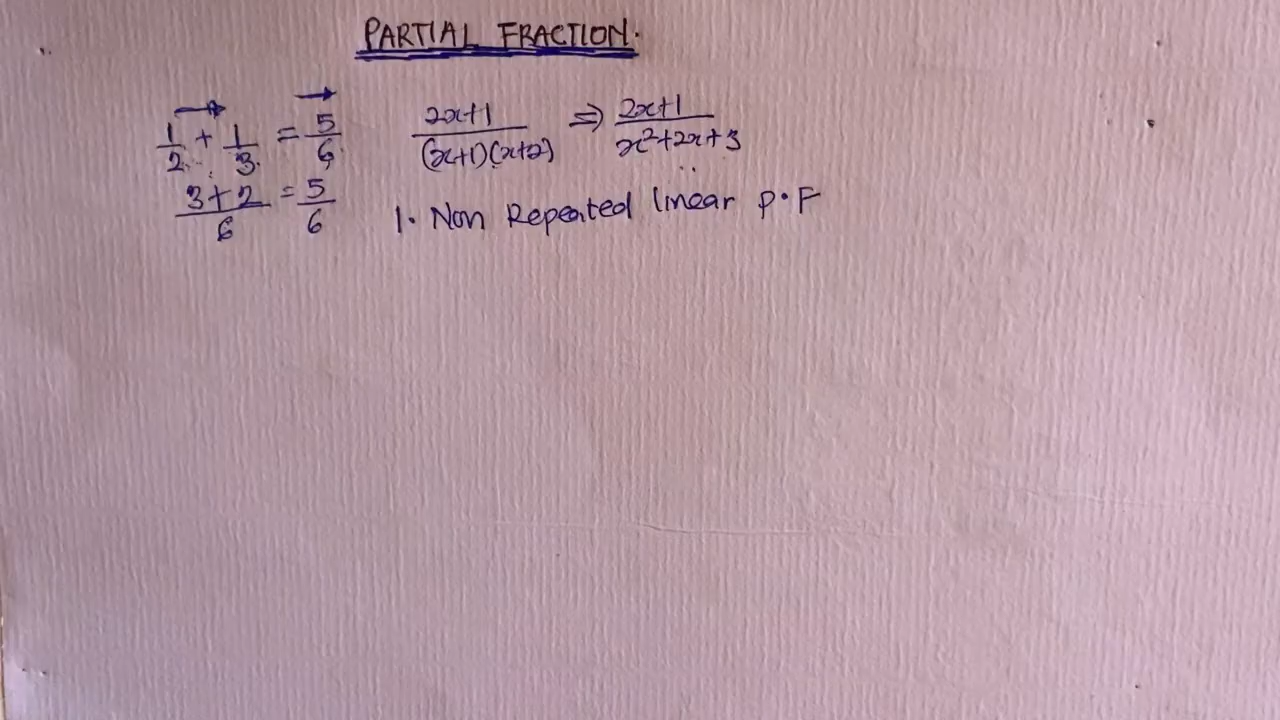 PARTIAL FRACTION.
1/2 + 1/3 = 5/6
(3+2)/6 = 5/6
(2x+1)/((x+1)(x+2)) ⇒ (2x+1)/(x²+2x+3)
1. Non Repeated linear P.F